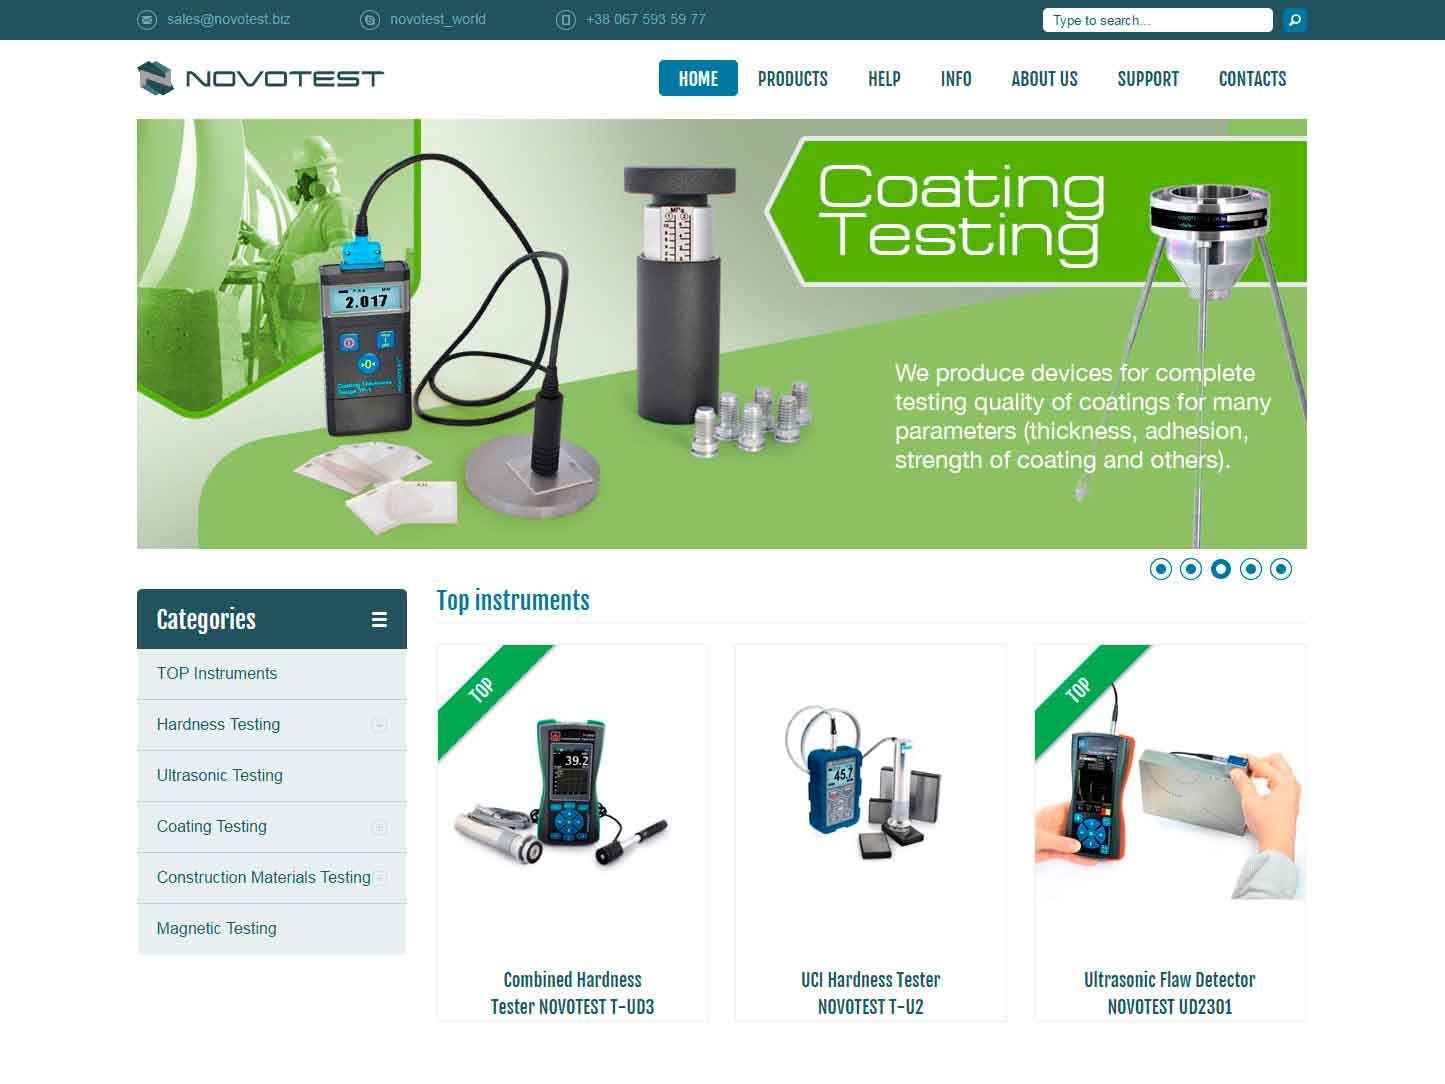 sales@novotest.biz
novotest_world
+38 067 593 59 77
Type to search...
NOVOTEST
HOME
PRODUCTS
HELP
INFO
ABOUT US
SUPPORT
CONTACTS
Coating
Testing
2.017
Coating Thickness
NOVOTEST
We produce devices for complete
testing quality of coatings for many
parameters (thickness, adhesion,
strength of coating and others).
Categories
TOP Instruments
Hardness Testing
Ultrasonic Testing
Coating Testing
Construction Materials Testing
Magnetic Testing
Top instruments
TOP
39.2
Combined Hardness
Tester NOVOTEST T-UD3
45.7
UCI Hardness Tester
NOVOTEST T-U2
TOP
Ultrasonic Flaw Detector
NOVOTEST UD2301